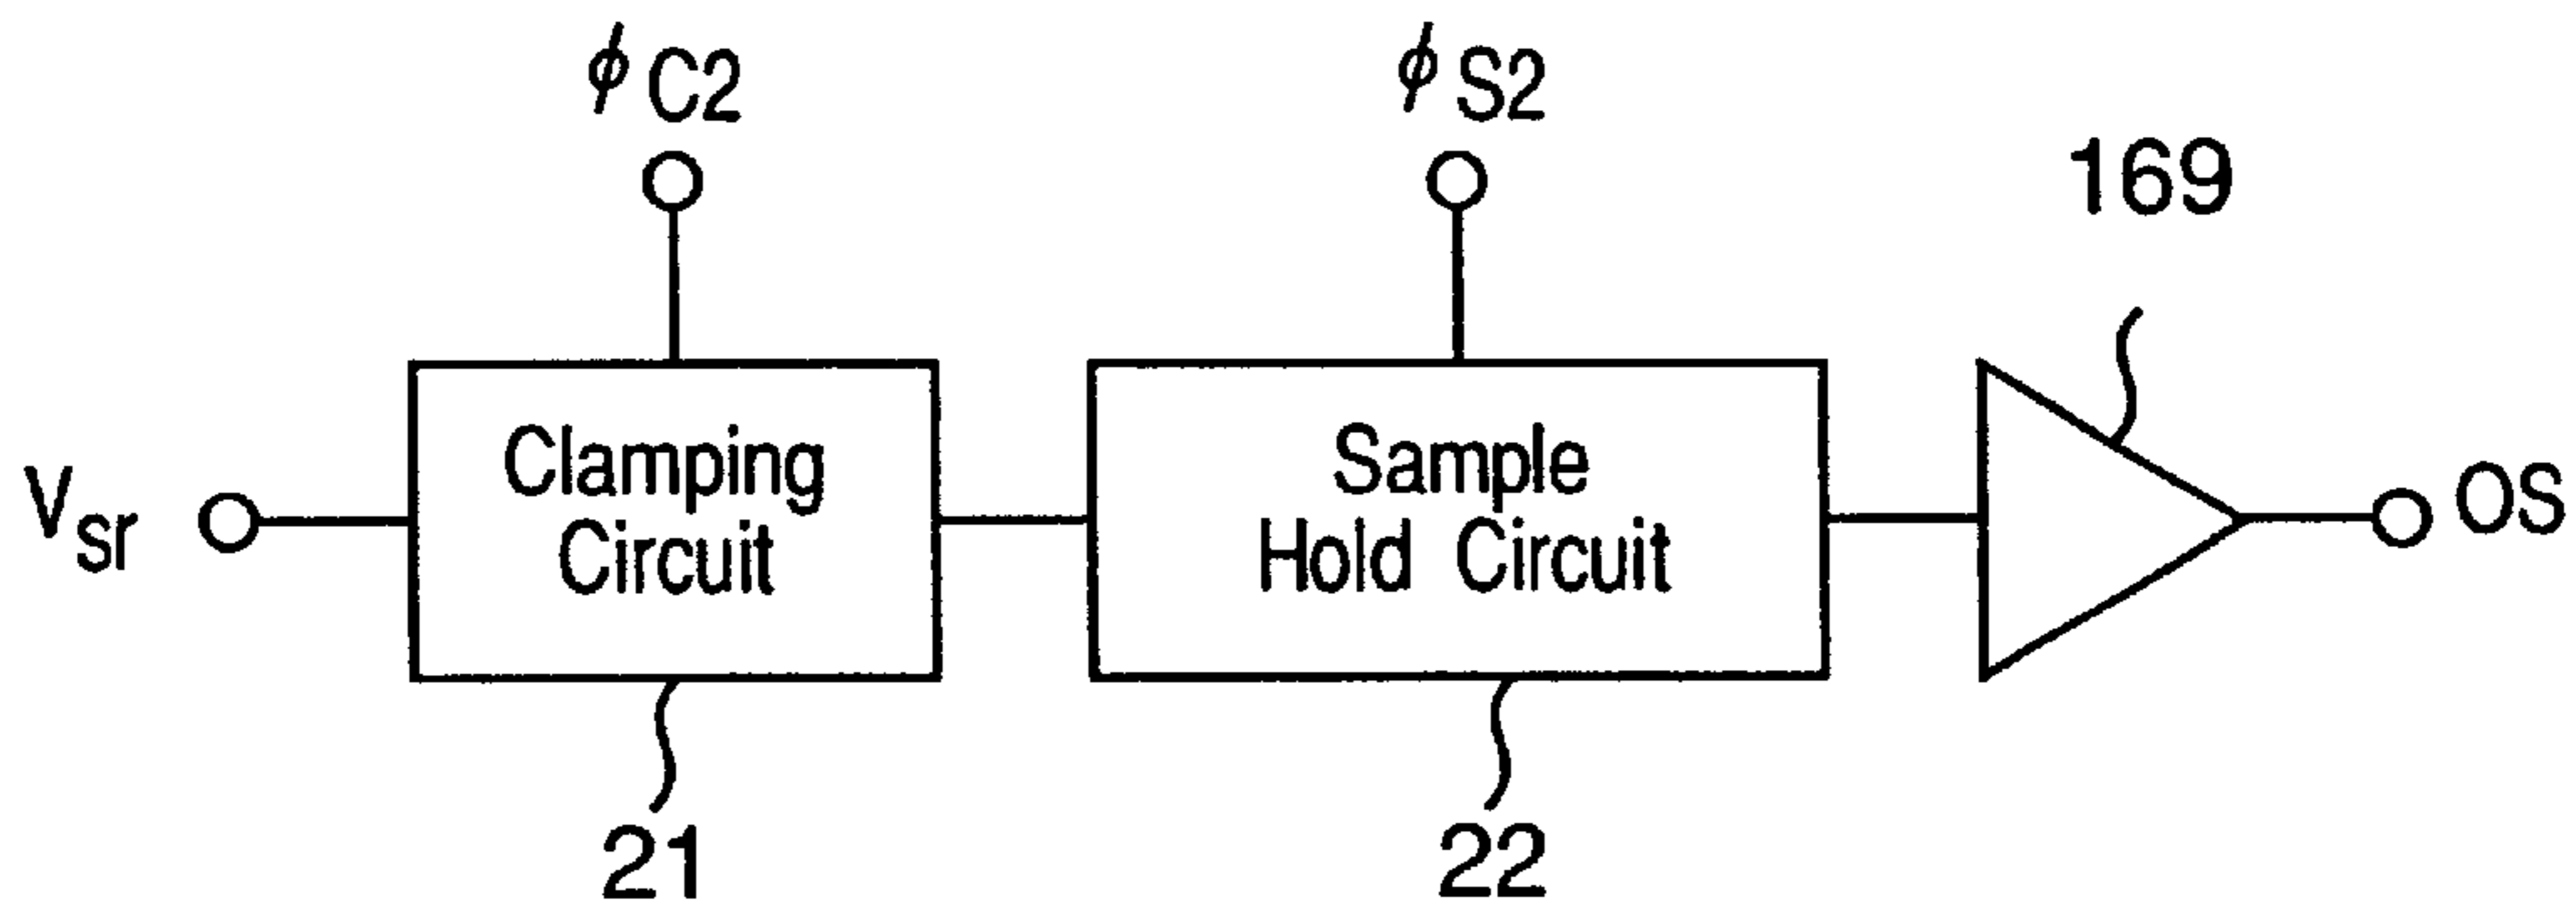 ϕC2
ϕS2
169
Vsr
Clamping
Circuit
Sample
Hold Circuit
OS
21
22